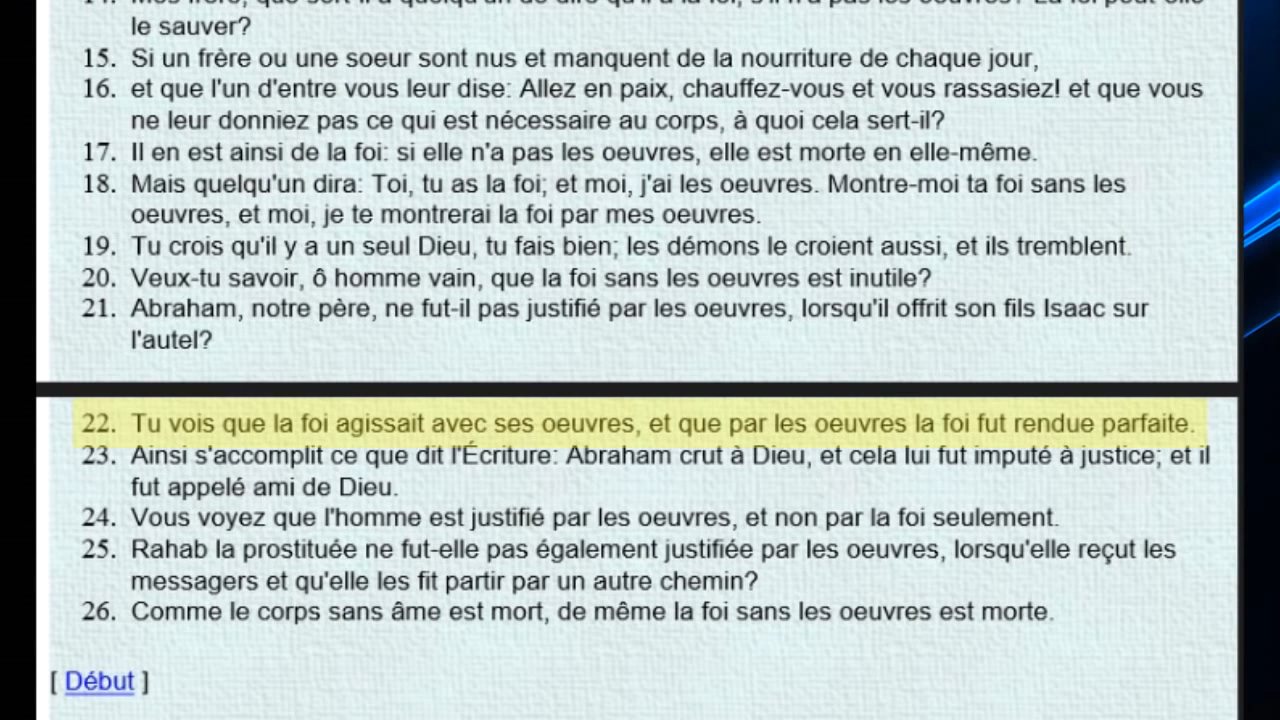 le sauver?
15. Si un frère ou une soeur sont nus et manquent de la nourriture de chaque jour,
16. et que l'un d'entre vous leur dise: Allez en paix, chauffez-vous et vous rassasiez! et que vous
ne leur donniez pas ce qui est nécessaire au corps, à quoi cela sert-il?
17. Il en est ainsi de la foi: si elle n'a pas les oeuvres, elle est morte en elle-même.
18. Mais quelqu'un dira: Toi, tu as la foi; et moi, j'ai les oeuvres. Montre-moi ta foi sans les
oeuvres, et moi, je te montrerai la foi par mes oeuvres.
19. Tu crois qu'il y a un seul Dieu, tu fais bien; les démons le croient aussi, et ils tremblent.
20. Veux-tu savoir, ô homme vain, que la foi sans les oeuvres est inutile?
21. Abraham, notre père, ne fut-il pas justifié par les oeuvres, lorsqu'il offrit son fils Isaac sur
l'autel?
22. Tu vois que la foi agissait avec ses oeuvres, et que par les oeuvres la foi fut rendue parfaite.
23. Ainsi s'accomplit ce que dit l'Écriture: Abraham crut à Dieu, et cela lui fut imputé à justice; et il
fut appelé ami de Dieu.
24. Vous voyez que l'homme est justifié par les oeuvres, et non par la foi seulement.
25. Rahab la prostituée ne fut-elle pas également justifiée par les oeuvres, lorsqu'elle reçut les
messagers et qu'elle les fit partir par un autre chemin?
26. Comme le corps sans âme est mort, de même la foi sans les oeuvres est morte.
[ Début ]